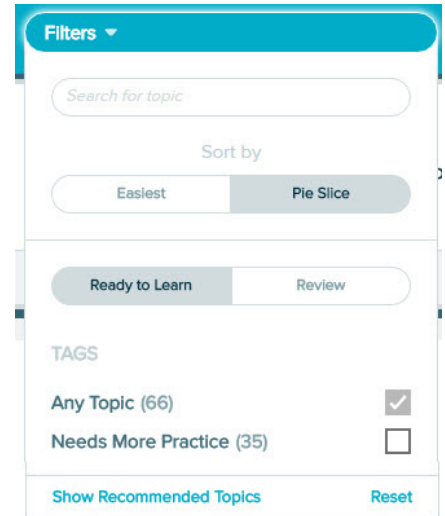 Filters
Search for topic
Sort by
Easiest Pie Slice
Ready to Learn Review
TAGS
Any Topic (66)
Needs More Practice (35)
Show Recommended Topics Reset